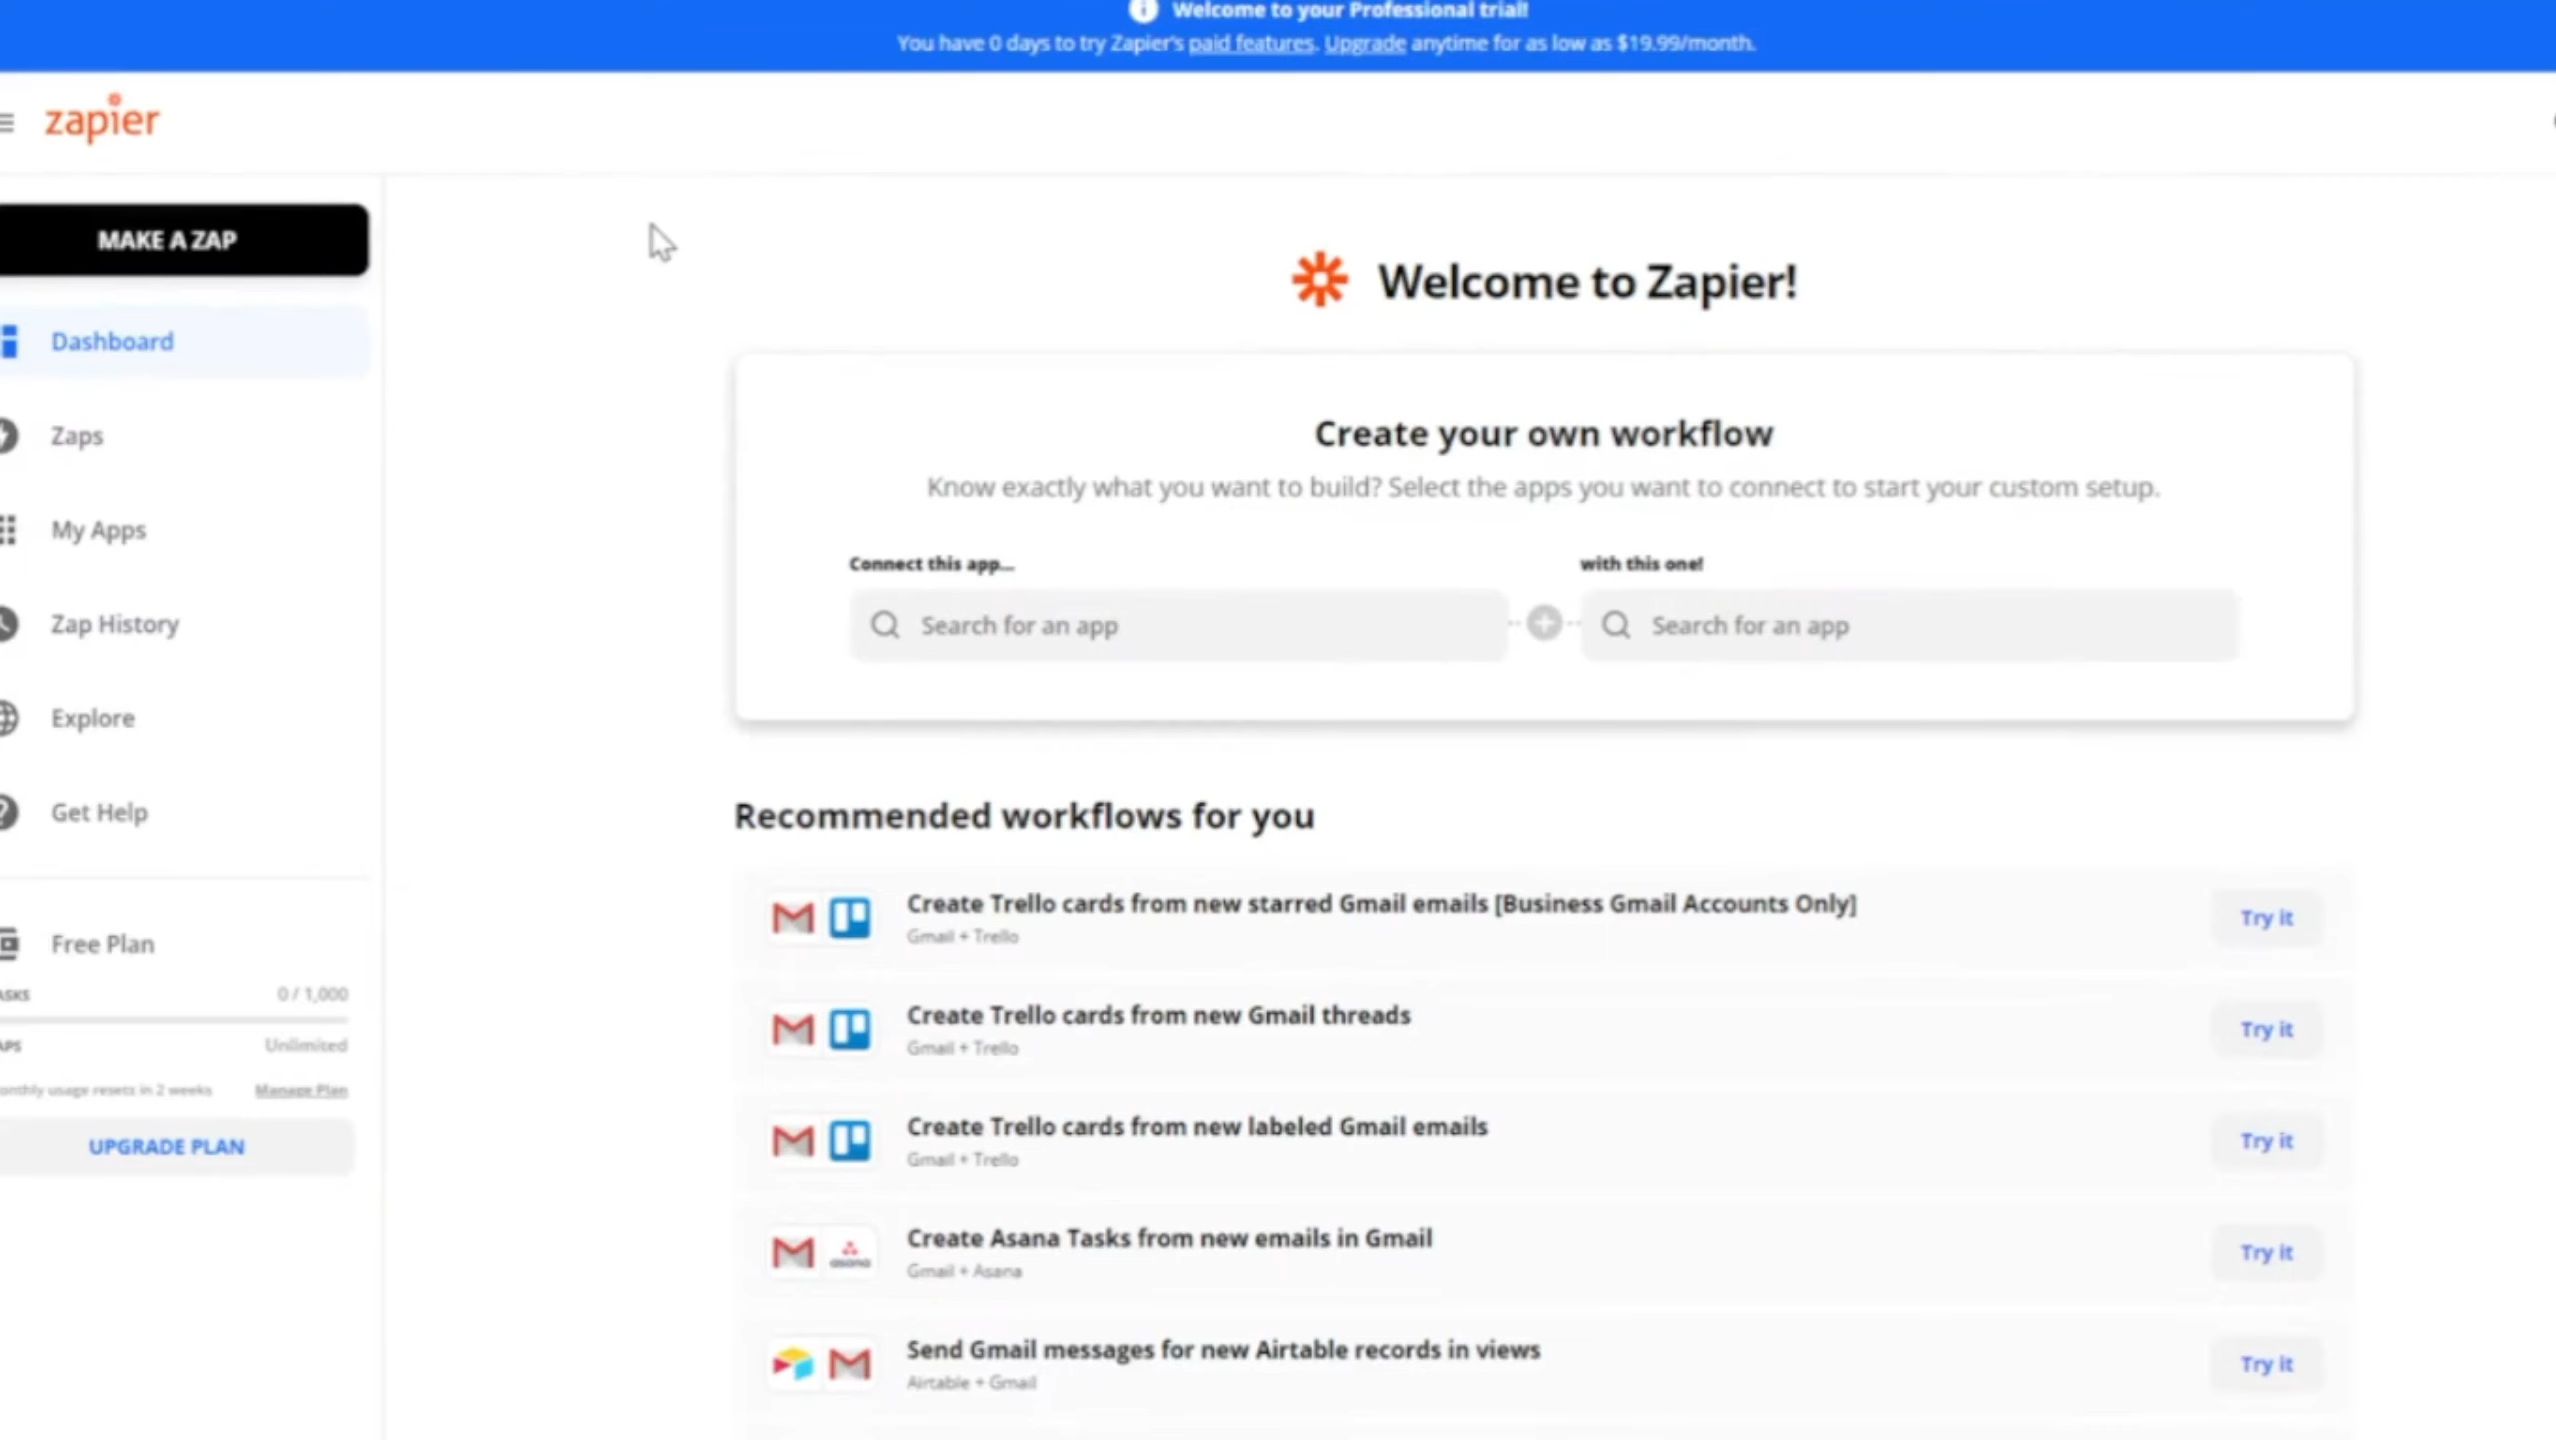 Welcome to your Professional trial!
You have 0 days to try Zapier's paid features. Upgrade anytime for as low as $19.99/month.
zapier
MAKE A ZAP
Dashboard
Zaps
My Apps
Zap History
Explore
Get Help
Free Plan
0 / 1,000
Unlimited
usage resets in 2 weeks
Manage Plan
UPGRADE PLAN
Welcome to Zapier!
Create your own workflow
Know exactly what you want to build? Select the apps you want to connect to start your custom setup.
Connect this app...
with this one!
Search for an app
Search for an app
Recommended workflows for you
Create Trello cards from new starred Gmail emails [Business Gmail Accounts Only]
Gmail + Trello
Try it
Create Trello cards from new Gmail threads
Gmail + Trello
Try it
Create Trello cards from new labeled Gmail emails
Gmail + Trello
Try it
asana
Create Asana Tasks from new emails in Gmail
Gmail + Asana
Try it
Send Gmail messages for new Airtable records in views
Airtable + Gmail
Try it